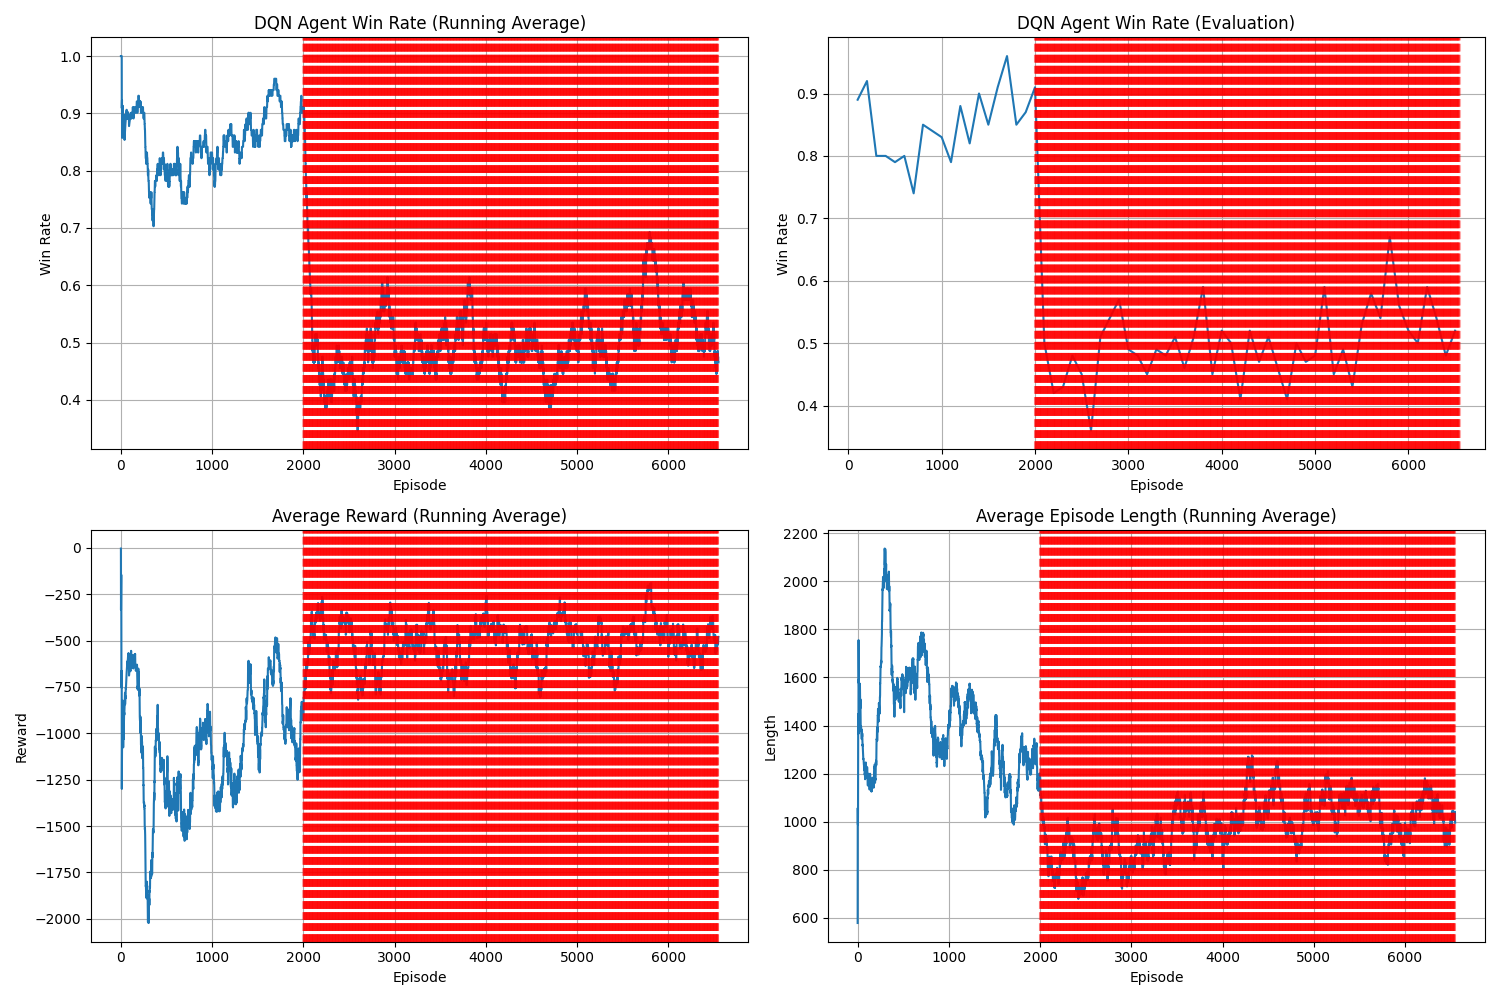 DQN Agent Win Rate (Running Average)
Win Rate
1.0
0.9
0.8
0.7
0.6
0.5
0.4
0 1000 2000 3000 4000 5000 6000
Episode
DQN Agent Win Rate (Evaluation)
Win Rate
0.9
0.8
0.7
0.6
0.5
0.4
0 1000 2000 3000 4000 5000 6000
Episode
Average Reward (Running Average)
Reward
0
−250
−500
−750
−1000
−1250
−1500
−1750
−2000
0 1000 2000 3000 4000 5000 6000
Episode
Average Episode Length (Running Average)
Length
2200
2000
1800
1600
1400
1200
1000
800
600
0 1000 2000 3000 4000 5000 6000
Episode